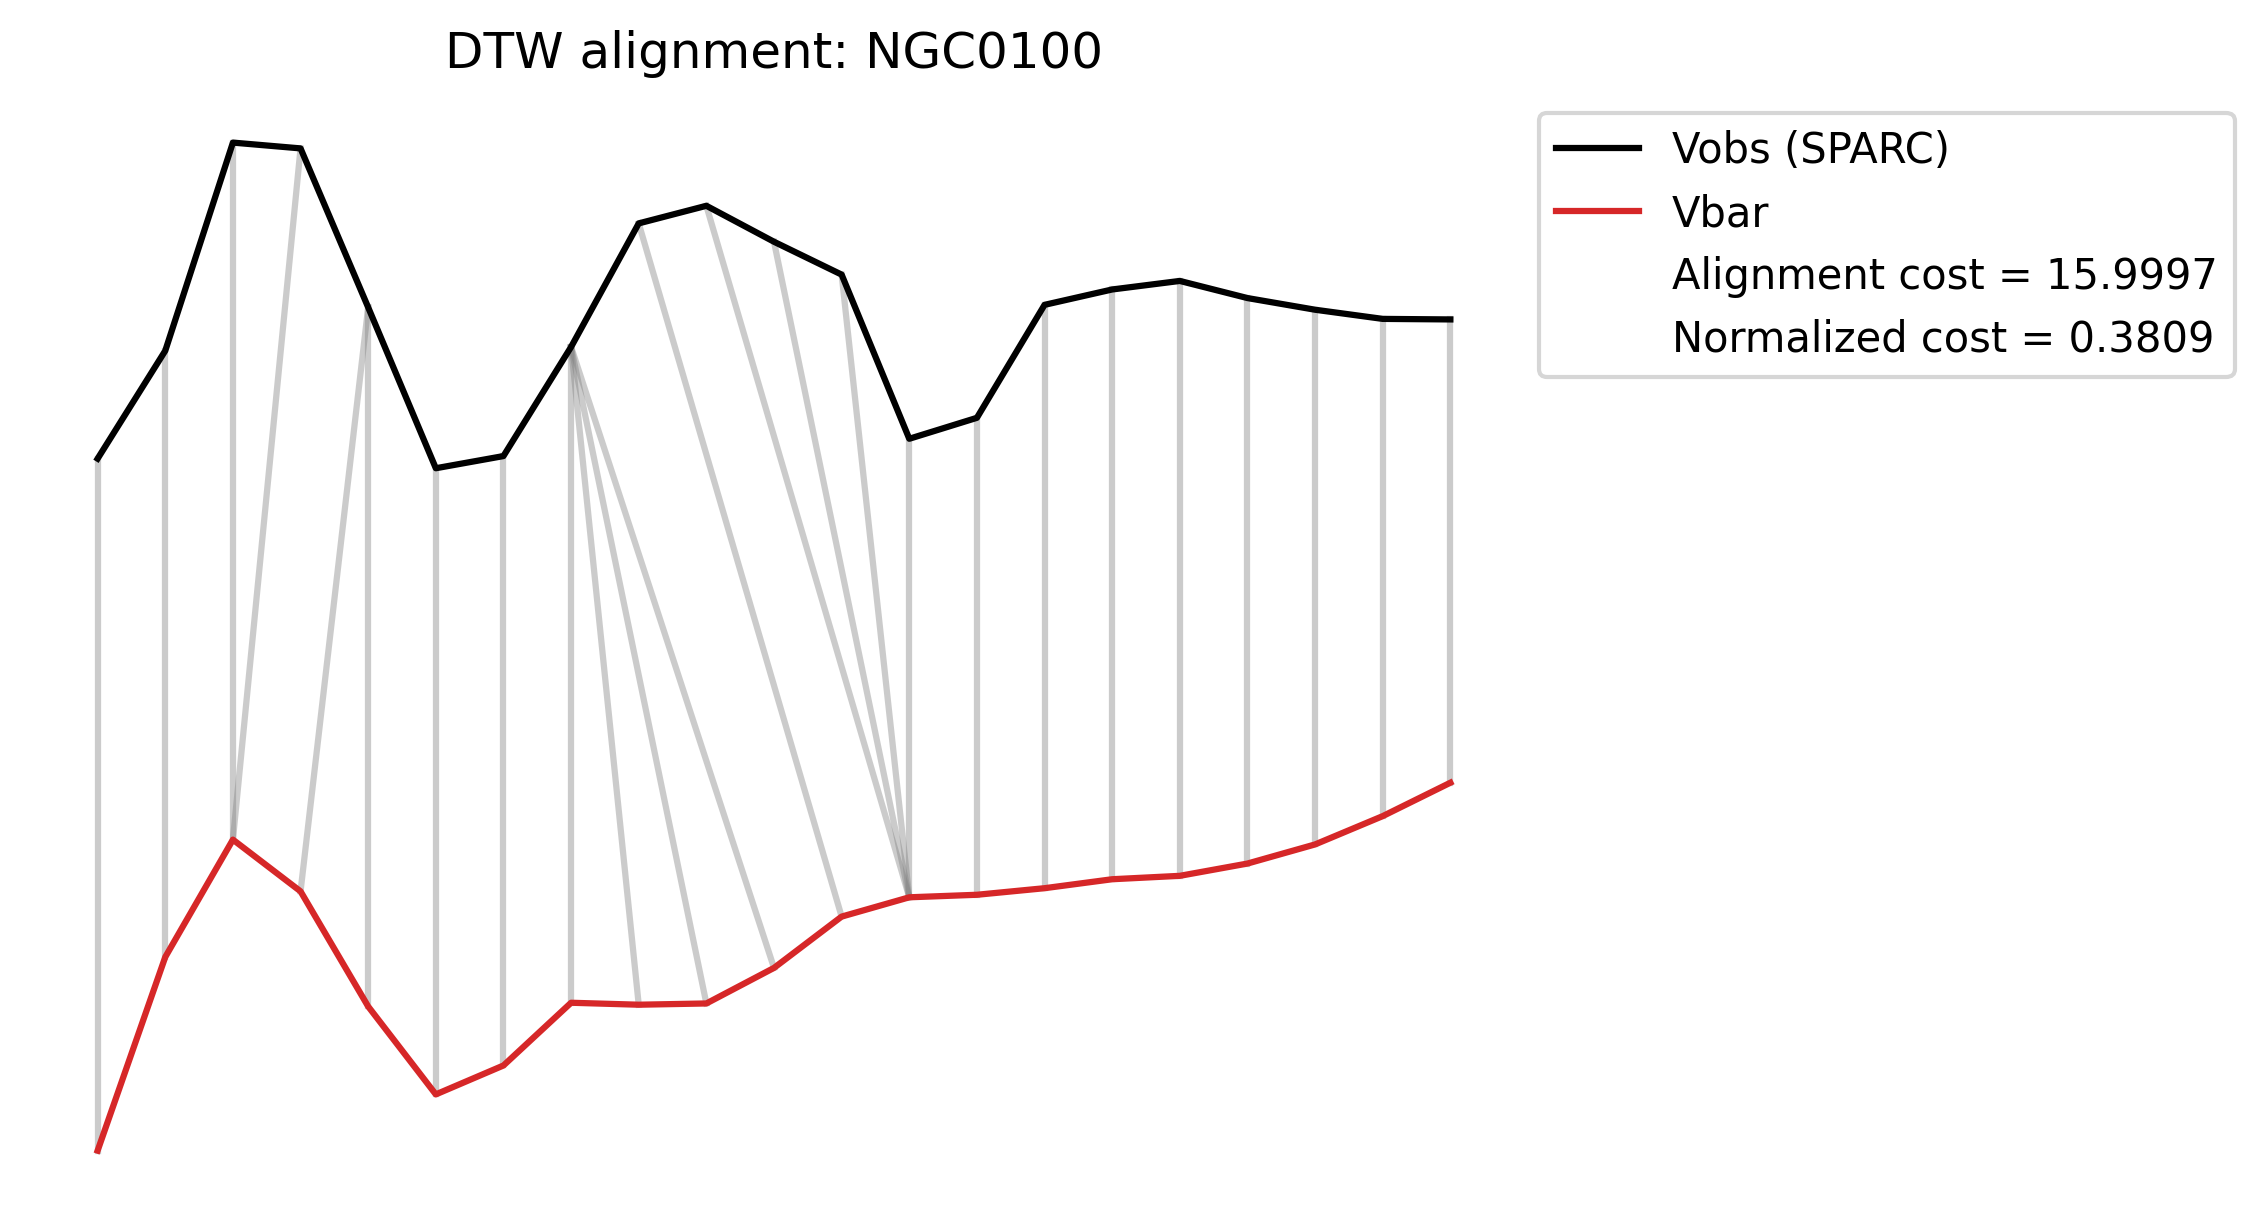 DTW alignment: NGC0100
Vobs (SPARC)
Vbar
Alignment cost = 15.9997
Normalized cost = 0.3809